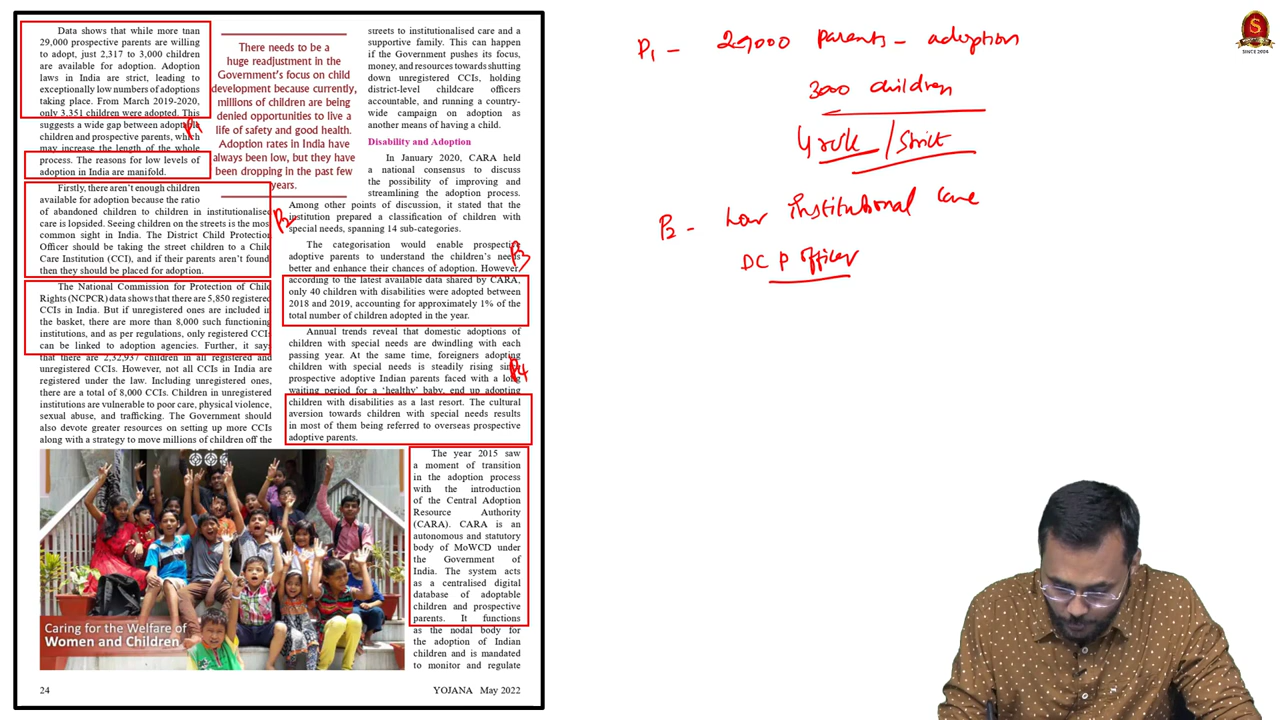 Data shows that while more than
29,000 prospective parents are willing
to adopt, just 2,317 to 3,000 children
are available for adoption. Adoption
laws in India are strict, leading to
exceptionally low numbers of adoptions
taking place. From March 2019-2020,
only 3,351 children were adopted. This
suggests a wide gap between adoptable
children and prospective parents, which
may increase the length of the whole
process. The reasons for low levels of
adoption in India are manifold.
P1
Firstly, there aren't enough children
available for adoption because the ratio
of abandoned children to children in institutionalised
care is lopsided. Seeing children on the streets is the most
common sight in India. The District Child Protection
Officer should be taking the street children to a Child
Care Institution (CCI), and if their parents aren't found,
then they should be placed for adoption.
P2
The National Commission for Protection of Child
Rights (NCPCR) data shows that there are 5,850 registered
CCIs in India. But if unregistered ones are included in
the basket, there are more than 8,000 such functioning
institutions, and as per regulations, only registered CCIs
can be linked to adoption agencies. Further, it says
that there are 2,32,937 children in all registered and
unregistered CCIs. However, not all CCIs in India are
registered under the law. Including unregistered ones,
there are a total of 8,000 CCIs. Children in unregistered
institutions are vulnerable to poor care, physical violence,
sexual abuse, and trafficking. The Government should
also devote greater resources on setting up more CCIs
along with a strategy to move millions of children off the
There needs to be a
huge readjustment in the
Government's focus on child
development because currently,
millions of children are being
denied opportunities to live a
life of safety and good health.
Adoption rates in India have
always been low, but they have
been dropping in the past few
years.
streets to institutionalised care and a
supportive family. This can happen
if the Government pushes its focus,
money, and resources towards shutting
down unregistered CCIs, holding
district-level childcare officers
accountable, and running a country-
wide campaign on adoption as
another means of having a child.
Disability and Adoption
In January 2020, CARA held
a national consensus to discuss
the possibility of improving and
streamlining the adoption process.
Among other points of discussion, it stated that the
institution prepared a classification of children with
special needs, spanning 14 sub-categories.
The categorisation would enable prospective
adoptive parents to understand the children's needs
better and enhance their chances of adoption. However,
according to the latest available data shared by CARA,
only 40 children with disabilities were adopted between
2018 and 2019, accounting for approximately 1% of the
total number of children adopted in the year.
P3
Annual trends reveal that domestic adoptions of
children with special needs are dwindling with each
passing year. At the same time, foreigners adopting
children with special needs is steadily rising since
prospective adoptive Indian parents faced with a long
waiting period for a 'healthy' baby, end up adopting
children with disabilities as a last resort. The cultural
aversion towards children with special needs results
in most of them being referred to overseas prospective
adoptive parents.
P4
The year 2015 saw
a moment of transition
in the adoption process
with the introduction
of the Central Adoption
Resource Authority
(CARA). CARA is an
autonomous and statutory
body of MoWCD under
the Government of
India. The system acts
as a centralised digital
database of adoptable
children and prospective
parents. It functions
as the nodal body for
the adoption of Indian
children and is mandated
to monitor and regulate
Caring for the Welfare of
Women and Children
24
YOJANA May 2022
P1 - 29000 Parents - adoption
3000 children
/ Strict
P2 - Low institutional care
DC P officer
S
SINCE 2004